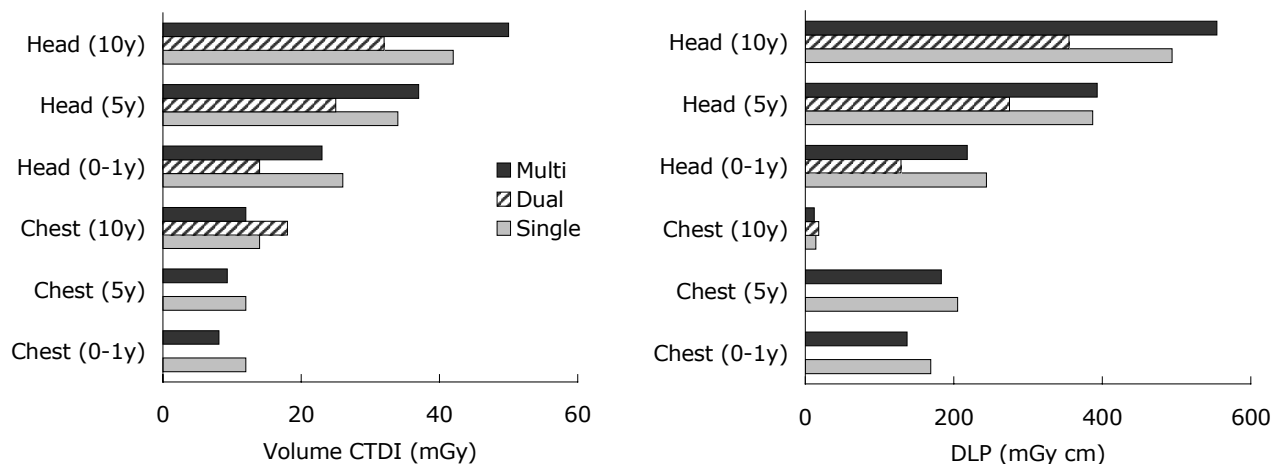 Head (10y)
Head (5y)
Head (0-1y)
Chest (10y)
Chest (5y)
Chest (0-1y)
0 20 40 60
Volume CTDI (mGy)
Multi
Dual
Single
Head (10y)
Head (5y)
Head (0-1y)
Chest (10y)
Chest (5y)
Chest (0-1y)
0 200 400 600
DLP (mGy cm)